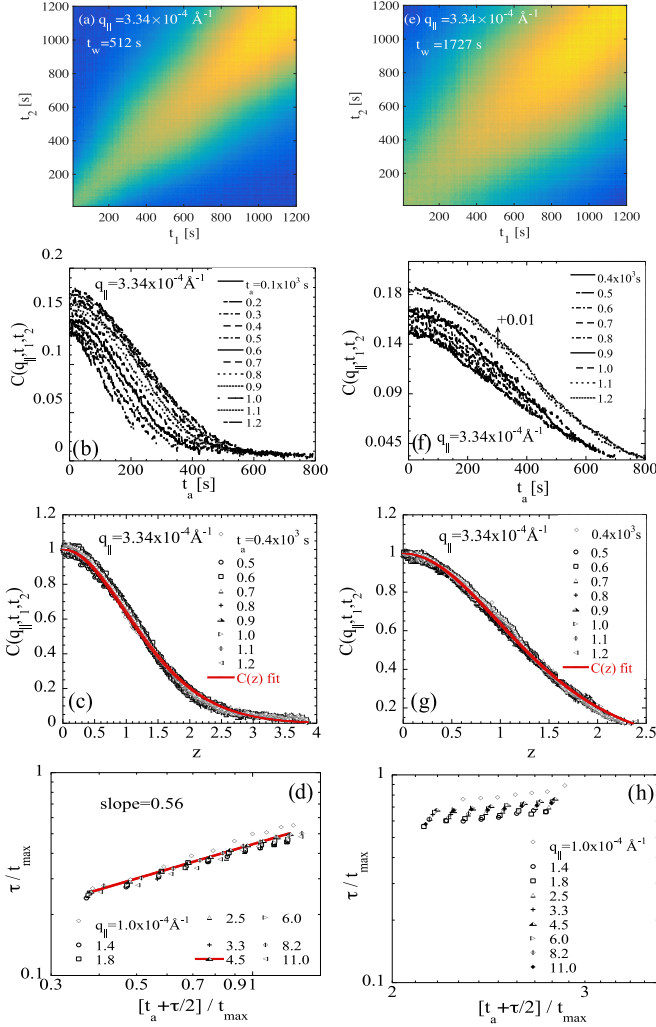 (a) q∥=3.34×10⁻⁴ Å⁻¹
t_w=512 s
1200
1000
800
600
400
200
t₂ [s]
200 400 600 800 1000 1200
t₁ [s]
(e) q∥=3.34×10⁻⁴ Å⁻¹
t_w=1727 s
1200
1000
800
600
400
200
t₂ [s]
200 400 600 800 1000 1200
t₁ [s]
0.2
0.15
0.1
0.05
0
C(q∥,t₁,t₂)
q∥=3.34x10⁻⁴Å⁻¹
t_a=0.1x10³ s
0.2
0.3
0.4
0.5
0.6
0.7
0.8
0.9
1.0
1.1
1.2
(b)
0 200 400 600 800
t_a [s]
0.18
0.14
0.09
0.045
C(q∥,t₁,t₂)
0.4x10³s
0.5
0.6
0.7
0.8
0.9
1.0
1.1
1.2
+0.01
(f) q∥=3.34x10⁻⁴Å⁻¹
0 200 400 600 800
t_a [s]
1.2
1
0.8
0.6
0.4
0.2
0
C(q∥,t₁,t₂)
q∥=3.34x10⁻⁴Å⁻¹
t_a=0.4x10³ s
0.5
0.6
0.7
0.8
0.9
1.0
1.1
1.2
C(z) fit
(c)
0 0.5 1 1.5 2 2.5 3 3.5 4
z
1.2
1.0
0.8
0.6
0.4
0.2
C(q∥,t₁,t₂)
q∥=3.34x10⁻⁴Å⁻¹
0.4x10³s
0.5
0.6
0.7
0.8
0.9
1.0
1.1
1.2
C(z) fit
(g)
0 0.5 1 1.5 2 2.5
z
1
0.1
τ / t_max
slope=0.56
(d)
q∥=1.0x10⁻⁴Å⁻¹
1.4
1.8
2.5
3.3
4.5
6.0
8.2
11.0
0.3 0.5 0.7 0.9 1
[t_a+τ/2] / t_max
1
0.1
τ / t_max
(h)
q∥=1.0x10⁻⁴ Å⁻¹
1.4
1.8
2.5
3.3
4.5
6.0
8.2
11.0
2 3
[t_a+τ/2] / t_max